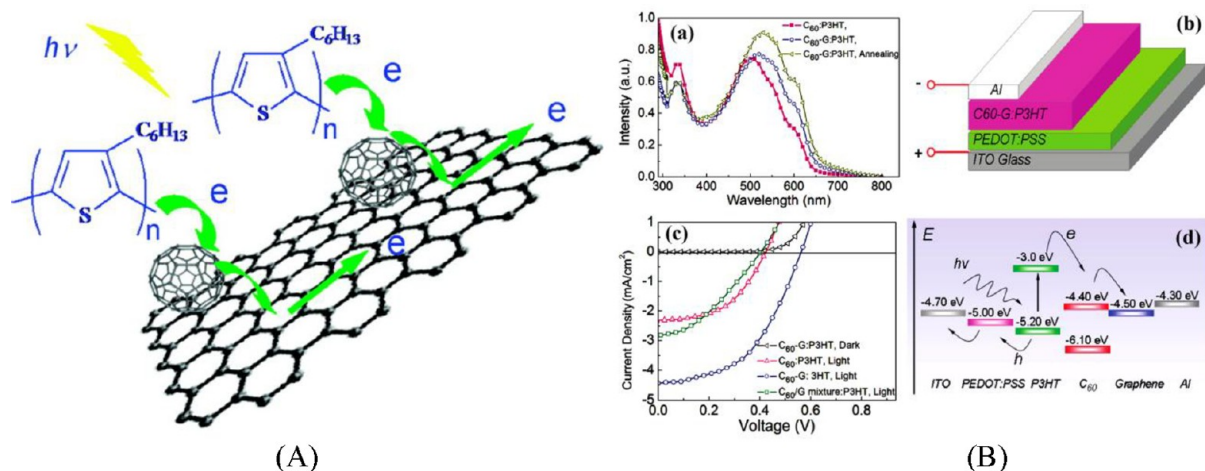 hν
C₆H₁₃
S
n
e
C₆H₁₃
S
n
e
e
e
(A)
(a)
C₆₀:P3HT,
C₆₀-G:P3HT,
C₆₀-G:P3HT, Annealing
Intensity (a.u.)
1.0
0.8
0.6
0.4
0.2
0.0
300 400 500 600 700 800
Wavelength (nm)
(b)
-
Al
C60-G:P3HT
PEDOT:PSS
+
ITO Glass
(c)
Current Density (mA/cm²)
1
0
-1
-2
-3
-4
-5
C₆₀-G:P3HT, Dark
C₆₀:P3HT, Light
C₆₀-G: 3HT, Light
C₆₀/G mixture:P3HT, Light
0.0 0.2 0.4 0.6 0.8
Voltage (V)
(d)
E
e
-3.0 eV
hν
-4.70 eV
-5.00 eV
-5.20 eV
-4.40 eV
-4.50 eV
-4.30 eV
-6.10 eV
h
ITO PEDOT:PSS P3HT C₆₀ Graphene Al
(B)